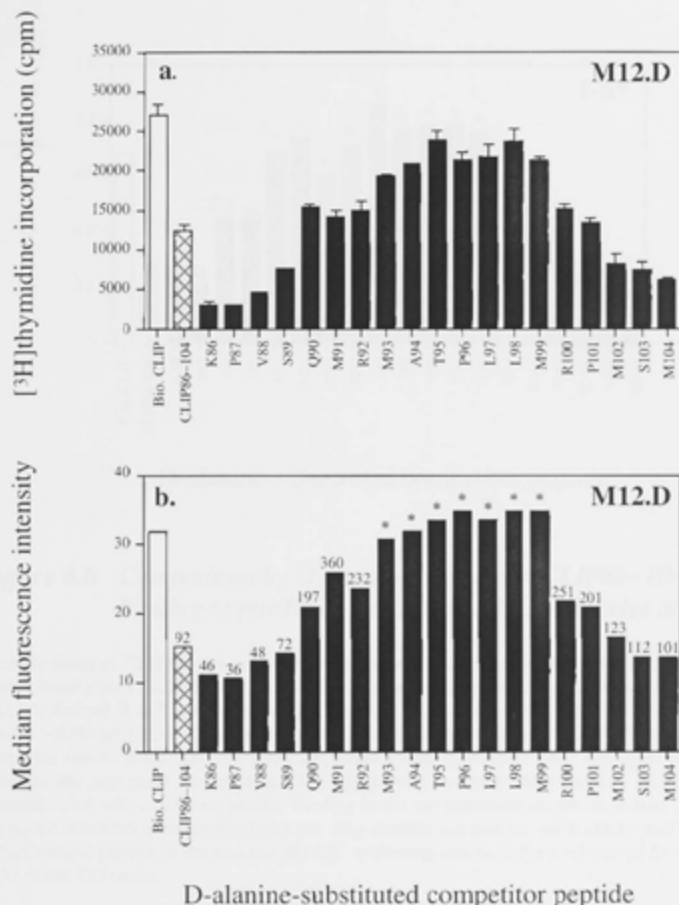 [³H]thymidine incorporation (cpm)
a.
M12.D
35000
30000
25000
20000
15000
10000
5000
0
Bio. CLIP
CLIP86–104
K86
P87
V88
S89
Q90
M91
R92
M93
A94
T95
P96
L97
L98
M99
R100
P101
M102
S103
M104
Median fluorescence intensity
b.
M12.D
40
30
20
10
0
92
46
36
48
72
197
360
232
*
*
*
*
*
*
*
251
201
123
112
101
Bio. CLIP
CLIP86–104
K86
P87
V88
S89
Q90
M91
R92
M93
A94
T95
P96
L97
L98
M99
R100
P101
M102
S103
M104
D-alanine-substituted competitor peptide